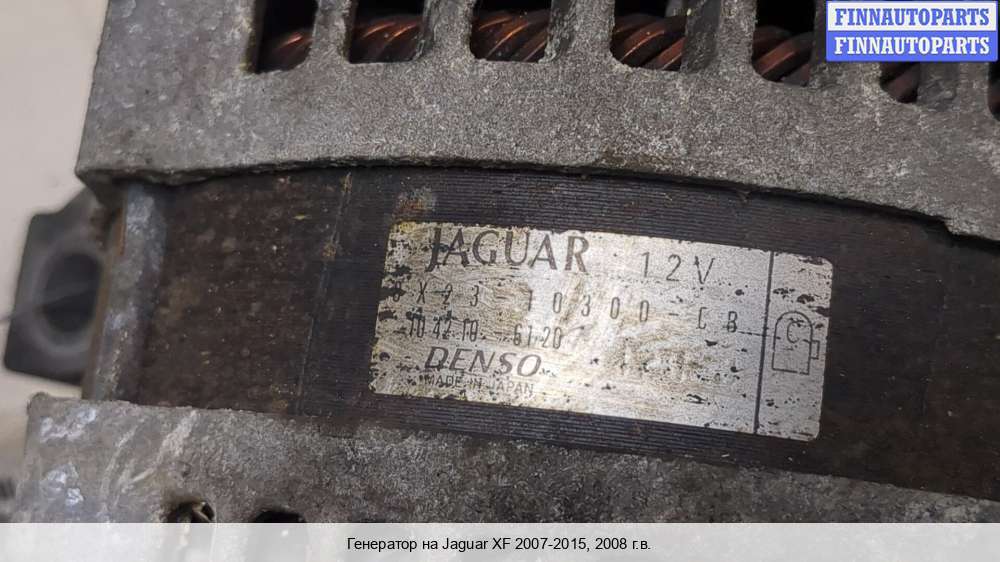 FINNAUTOPARTS
FINNAUTOPARTS
JAGUAR 12V
8X23-10300-CB
104210-6120
C
DENSO
MADE IN JAPAN
Генератор на Jaguar XF 2007-2015, 2008 г.в.